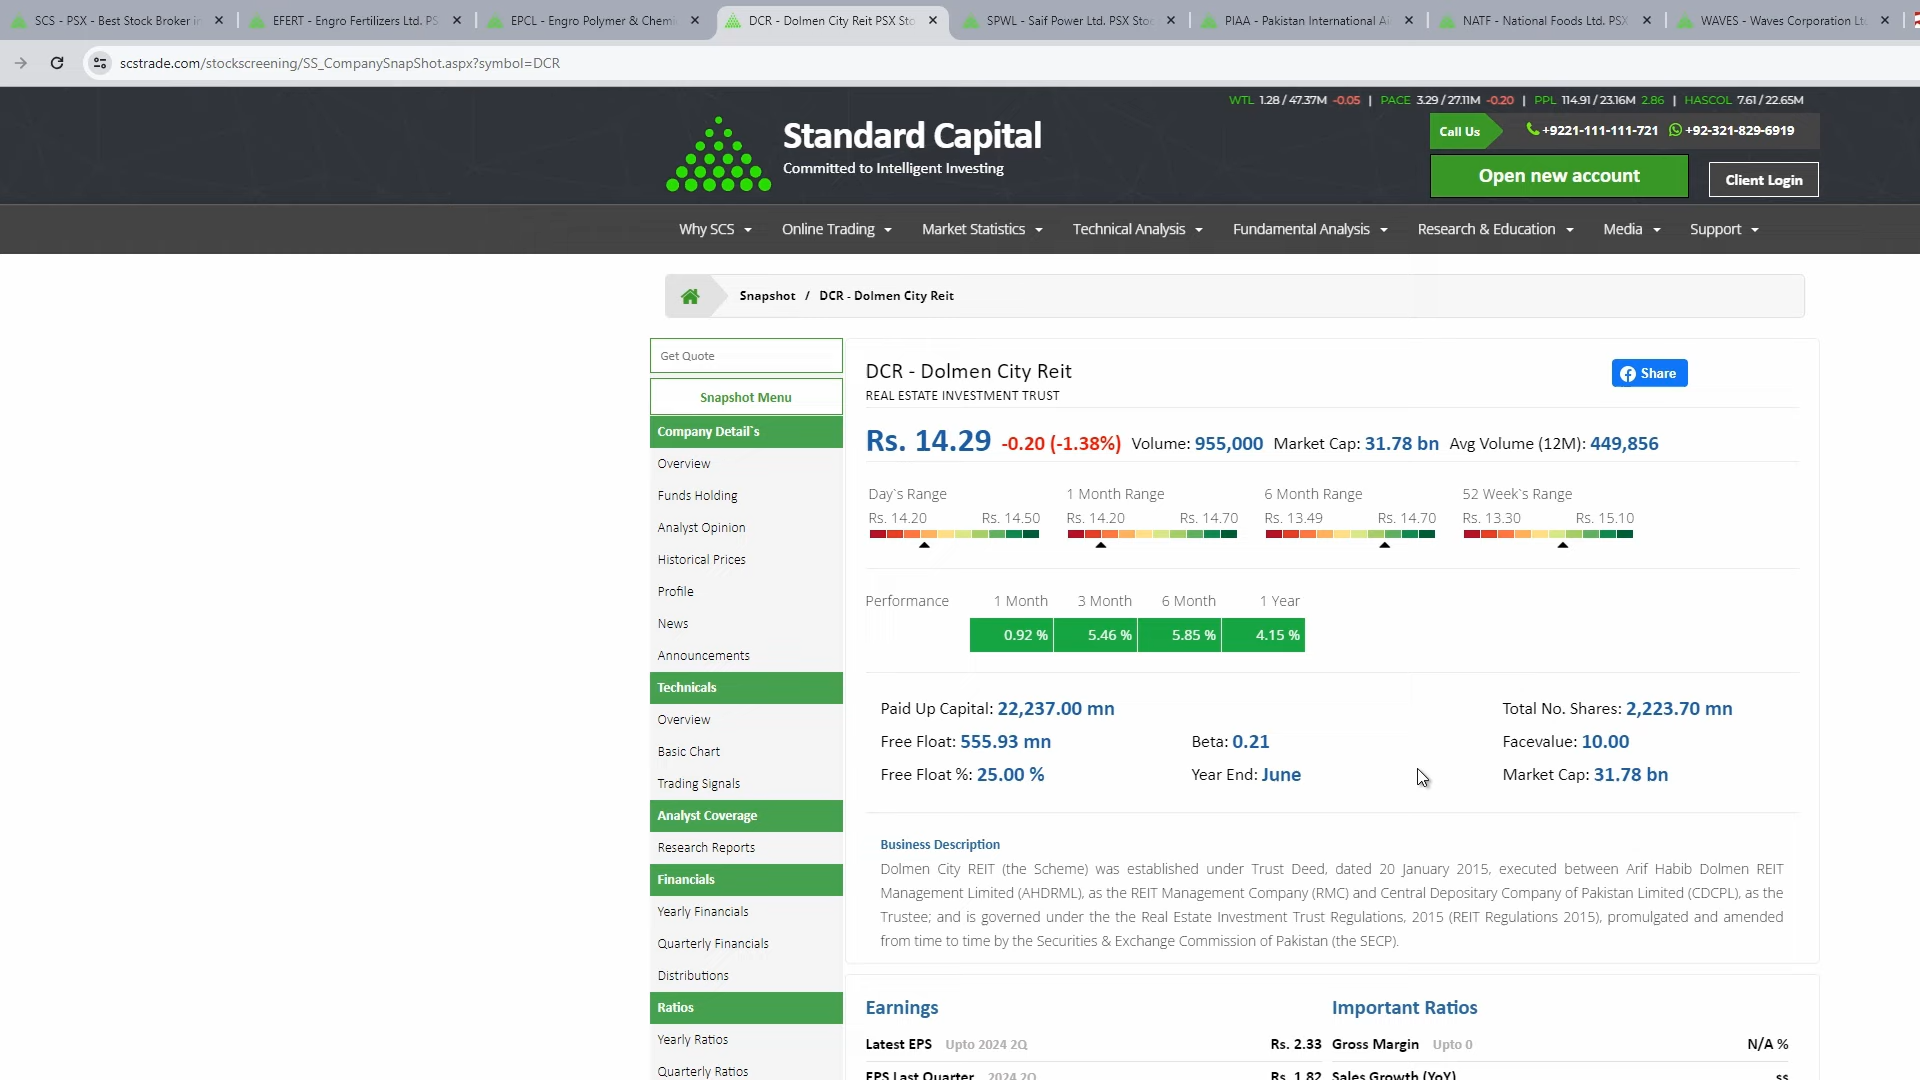 SCS - PSX - Best Stock Broker in
EFERT - Engro Fertilizers Ltd. PS
EPCL - Engro Polymer & Chemi
DCR - Dolmen City Reit PSX Sto
SPWL - Saif Power Ltd. PSX Stoc
PIAA - Pakistan International Ai
NATF - National Foods Ltd. PSX
WAVES - Waves Corporation Lt
scstrade.com/stockscreening/SS_CompanySnapShot.aspx?symbol=DCR
WTL 1.28 / 47.37M -0.05 | PACE 3.29 / 27.11M -0.20 | PPL 114.91 / 23.16M 2.86 | HASCOL 7.61 / 22.65M
Standard Capital
Committed to Intelligent Investing
Call Us +9221-111-111-721 +92-321-829-6919
Open new account
Client Login
Why SCS
Online Trading
Market Statistics
Technical Analysis
Fundamental Analysis
Research & Education
Media
Support
Snapshot / DCR - Dolmen City Reit
Get Quote
Snapshot Menu
Company Detail`s
Overview
Funds Holding
Analyst Opinion
Historical Prices
Profile
News
Announcements
Technicals
Overview
Basic Chart
Trading Signals
Analyst Coverage
Research Reports
Financials
Yearly Financials
Quarterly Financials
Distributions
Ratios
Yearly Ratios
Quarterly Ratios
DCR - Dolmen City Reit
REAL ESTATE INVESTMENT TRUST
Share
Rs. 14.29 -0.20 (-1.38%) Volume: 955,000 Market Cap: 31.78 bn Avg Volume (12M): 449,856
Day`s Range
Rs. 14.20 Rs. 14.50
1 Month Range
Rs. 14.20 Rs. 14.70
6 Month Range
Rs. 13.49 Rs. 14.70
52 Week`s Range
Rs. 13.30 Rs. 15.10
Performance 1 Month 3 Month 6 Month 1 Year
0.92 % 5.46 % 5.85 % 4.15 %
Paid Up Capital: 22,237.00 mn Total No. Shares: 2,223.70 mn
Free Float: 555.93 mn Beta: 0.21 Facevalue: 10.00
Free Float %: 25.00 % Year End: June Market Cap: 31.78 bn
Business Description
Dolmen City REIT (the Scheme) was established under Trust Deed, dated 20 January 2015, executed between Arif Habib Dolmen REIT
Management Limited (AHDRML), as the REIT Management Company (RMC) and Central Depositary Company of Pakistan Limited (CDCPL), as the
Trustee; and is governed under the the Real Estate Investment Trust Regulations, 2015 (REIT Regulations 2015), promulgated and amended
from time to time by the Securities & Exchange Commission of Pakistan (the SECP).
Earnings
Latest EPS Upto 2024 2Q Rs. 2.33
EPS Last Quarter 2024 2Q Rs. 1.82
Important Ratios
Gross Margin Upto 0 N/A %
Sales Growth (YoY)